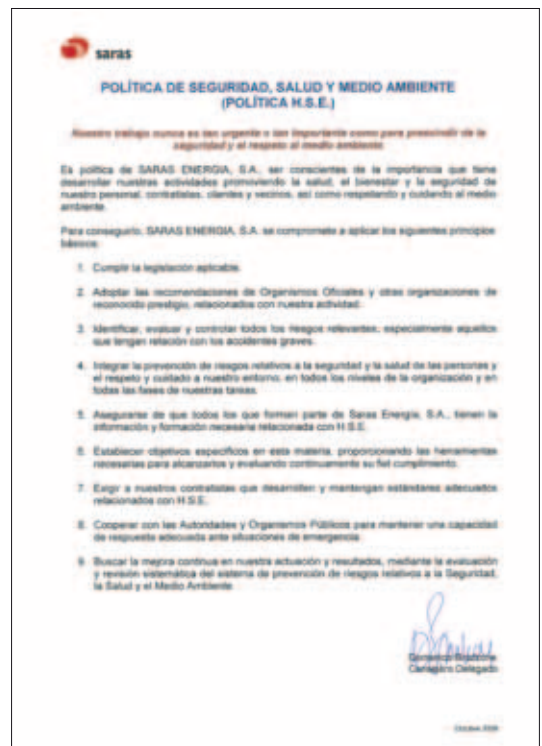 saras
POLÍTICA DE SEGURIDAD, SALUD Y MEDIO AMBIENTE
(POLÍTICA H.S.E.)
Nuestro trabajo nunca es tan urgente o tan importante como para prescindir de la
seguridad y el respeto al medio ambiente
Es política de SARAS ENERGIA, S.A., ser conscientes de la importancia que tiene
desarrollar nuestras actividades promoviendo la salud, el bienestar y la seguridad de
nuestro personal, contratistas, clientes y vecinos, así como respetando y cuidando al medio
ambiente.
Para conseguirlo, SARAS ENERGIA, S.A. se compromete a aplicar los siguientes principios
básicos:
1. Cumplir la legislación aplicable.
2. Adoptar las recomendaciones de Organismos Oficiales y otras organizaciones de
reconocido prestigio, relacionados con nuestra actividad.
3. Identificar, evaluar y controlar todos los riesgos relevantes, especialmente aquellos
que tengan relación con los accidentes graves.
4. Integrar la prevención de riesgos relativos a la seguridad y la salud de las personas y
el respeto y cuidado a nuestro entorno, en todos los niveles de la organización y en
todas las fases de nuestras tareas.
5. Asegurarse de que todos los que forman parte de Saras Energia, S.A., tienen la
información y formación necesaria relacionada con H.S.E.
6. Establecer objetivos específicos en esta materia, proporcionando las herramientas
necesarias para alcanzarlos y evaluando continuamente su fiel cumplimiento.
7. Exigir a nuestros contratistas que desarrollen y mantengan estándares adecuados
relacionados con H.S.E.
8. Cooperar con las Autoridades y Organismos Públicos para mantener una capacidad
de respuesta adecuada ante situaciones de emergencia.
9. Buscar la mejora continua en nuestra actuación y resultados, mediante la evaluación
y revisión sistemática del sistema de prevención de riesgos relativos a la Seguridad,
la Salud y el Medio Ambiente.
Consejero Delegado
Octubre